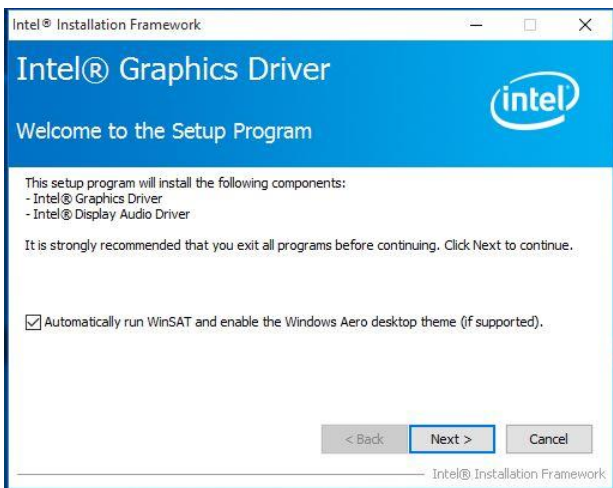 Intel® Installation Framework
Intel® Graphics Driver
intel
Welcome to the Setup Program
This setup program will install the following components:
- Intel® Graphics Driver
- Intel® Display Audio Driver
It is strongly recommended that you exit all programs before continuing. Click Next to continue.
Automatically run WinSAT and enable the Windows Aero desktop theme (if supported).
< Back Next > Cancel
Intel® Installation Framework